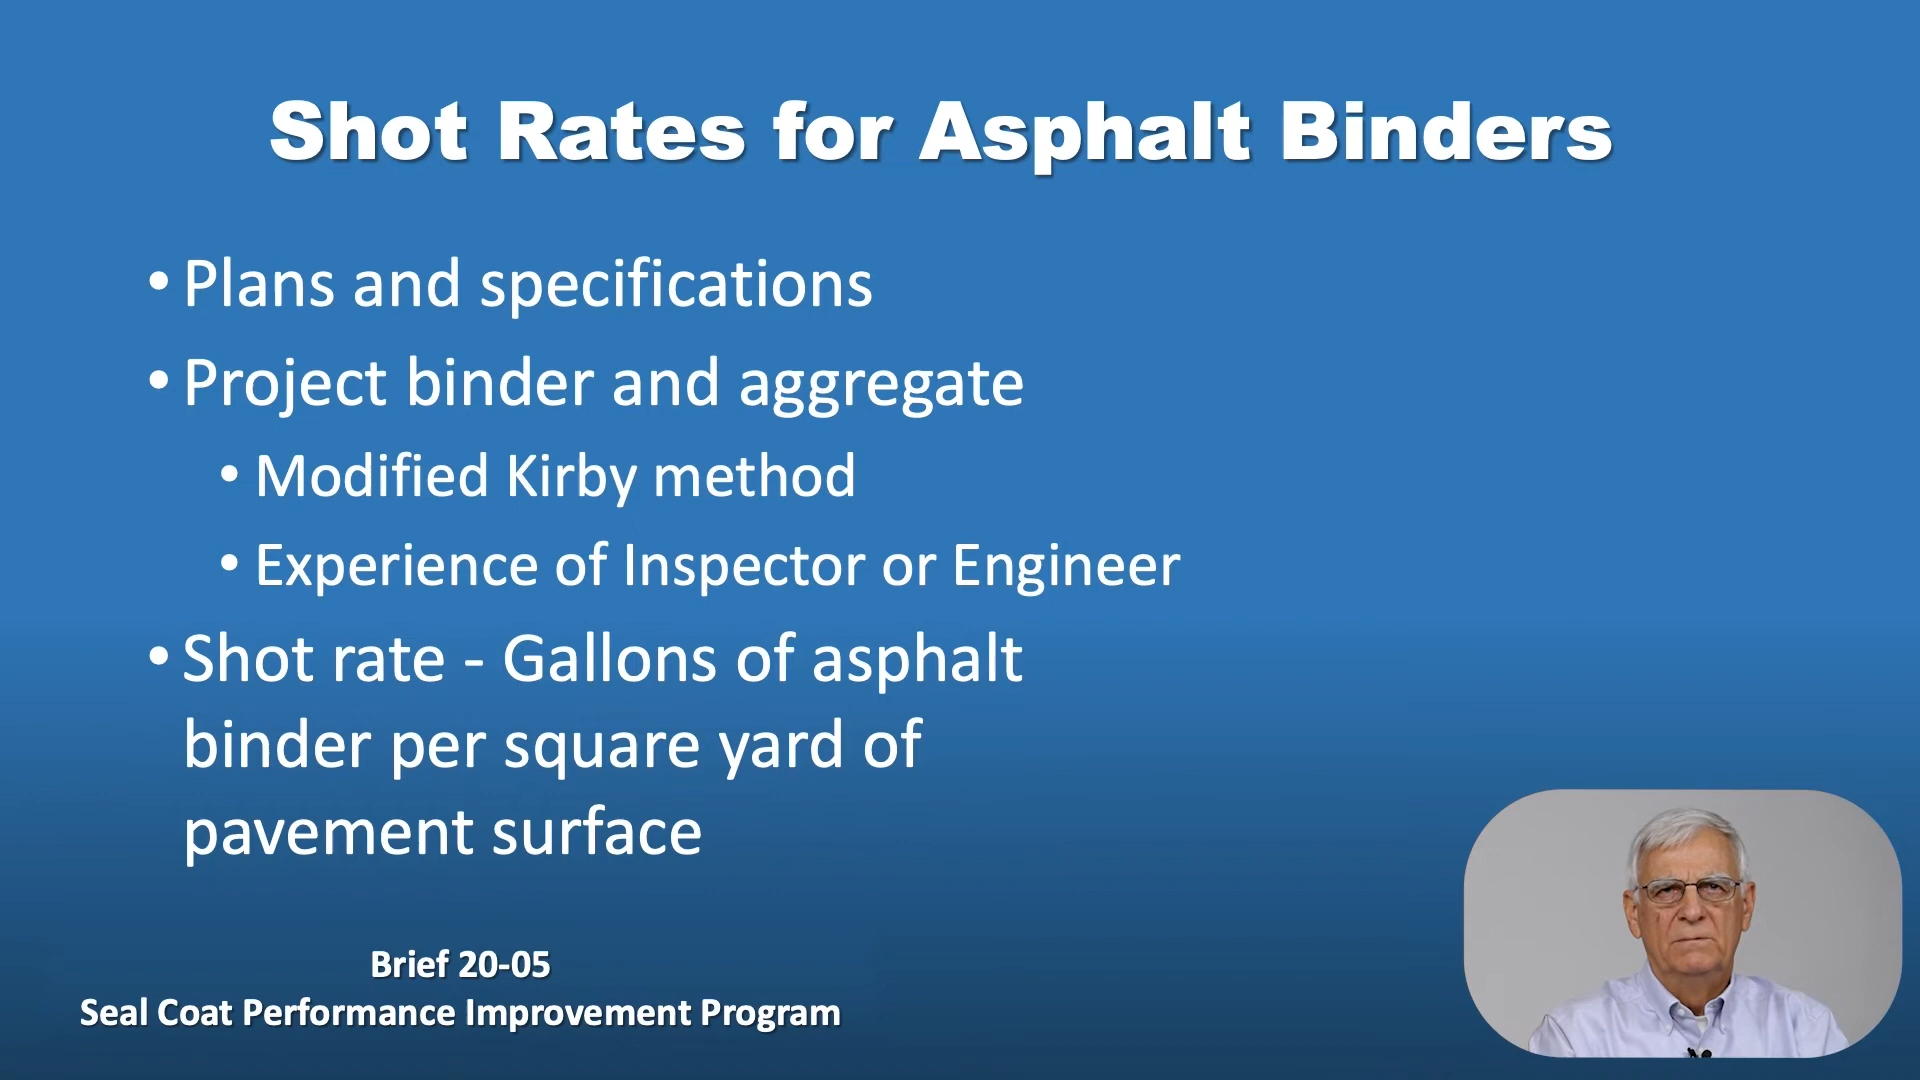 Shot Rates for Asphalt Binders
• Plans and specifications
• Project binder and aggregate
• Modified Kirby method
• Experience of Inspector or Engineer
• Shot rate - Gallons of asphalt
binder per square yard of
pavement surface
Brief 20-05
Seal Coat Performance Improvement Program